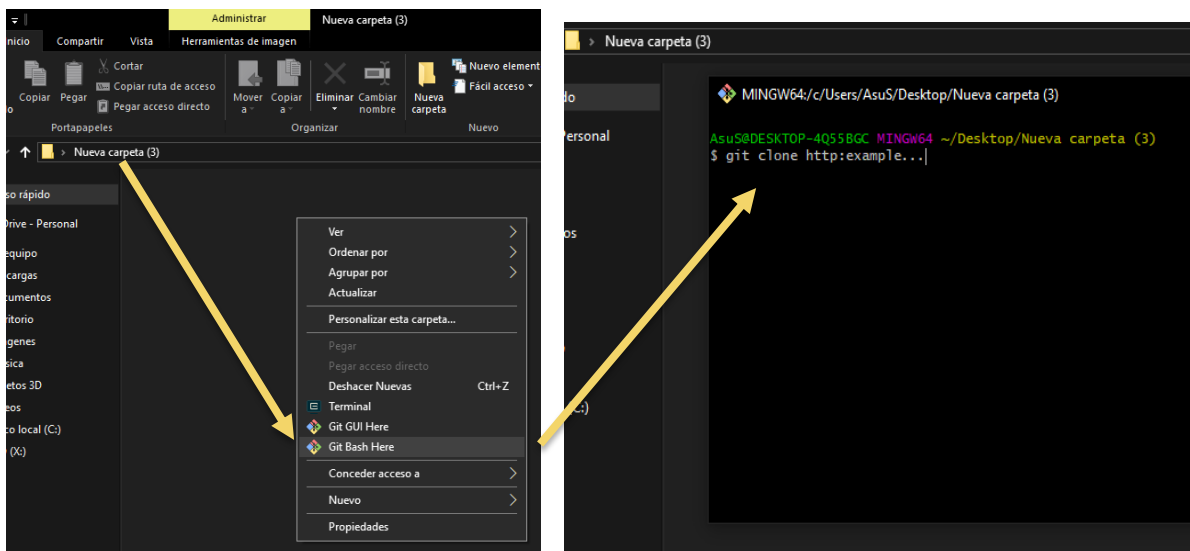 Administrar
Nueva carpeta (3)
nicio
Compartir
Vista
Herramientas de imagen
Copiar
Pegar
Cortar
Copiar ruta de acceso
Pegar acceso directo
Mover a
Copiar a
Eliminar
Cambiar nombre
Nueva carpeta
Nuevo element
Fácil acceso
Portapapeles
Organizar
Nuevo
Nueva carpeta (3)
so rápido
Drive - Personal
equipo
cargas
cumentos
ritorio
ágenes
sica
etos 3D
eos
co local (C:)
(X:)
Ver
Ordenar por
Agrupar por
Actualizar
Personalizar esta carpeta...
Pegar
Pegar acceso directo
Deshacer Nuevas Ctrl+Z
Terminal
Git GUI Here
Git Bash Here
Conceder acceso a
Nuevo
Propiedades
Nueva carpeta (3)
do
Personal
os
(C:)
MINGW64:/c/Users/AsuS/Desktop/Nueva carpeta (3)
AsuS@DESKTOP-4Q55BGC MINGW64 ~/Desktop/Nueva carpeta (3)
$ git clone http:example...